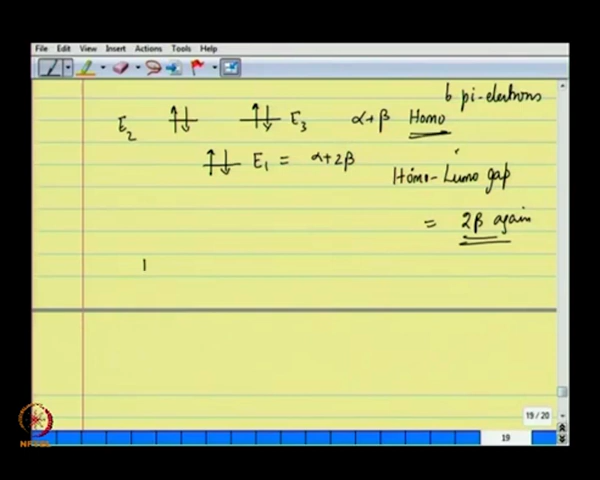 File Edit View Insert Actions Tools Help
6 pi-electrons
E₂ ↑↓ ↑↓ E₃ α+β Homo
↑↓ E₁ = α+2β Homo-Lumo gap
= 2β again
19 / 20
19
NPTEL